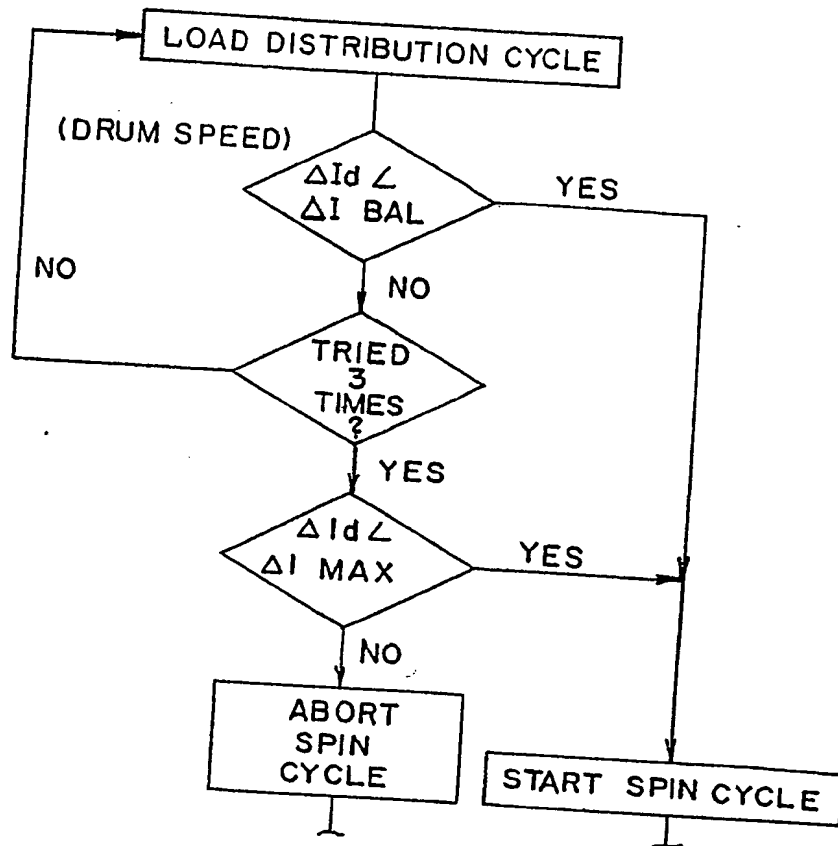 LOAD DISTRIBUTION CYCLE
(DRUM SPEED)
ΔId ∠
ΔI BAL
YES
NO
NO
TRIED
3
TIMES
?
YES
ΔId ∠
ΔI MAX
YES
NO
ABORT
SPIN
CYCLE
START SPIN CYCLE